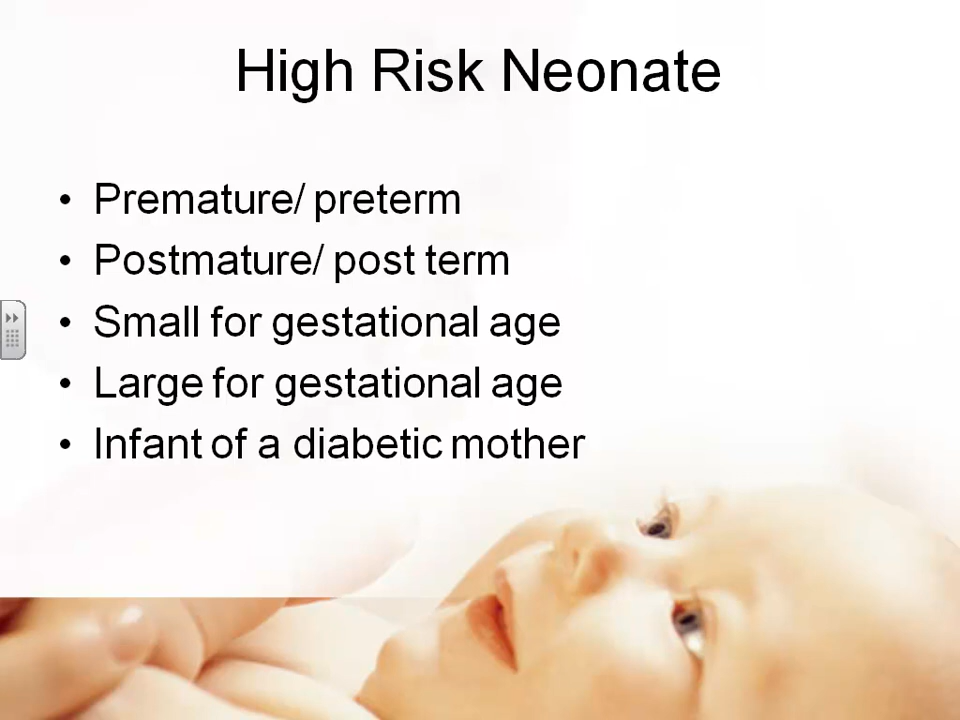 High Risk Neonate
• Premature/ preterm
• Postmature/ post term
• Small for gestational age
• Large for gestational age
• Infant of a diabetic mother